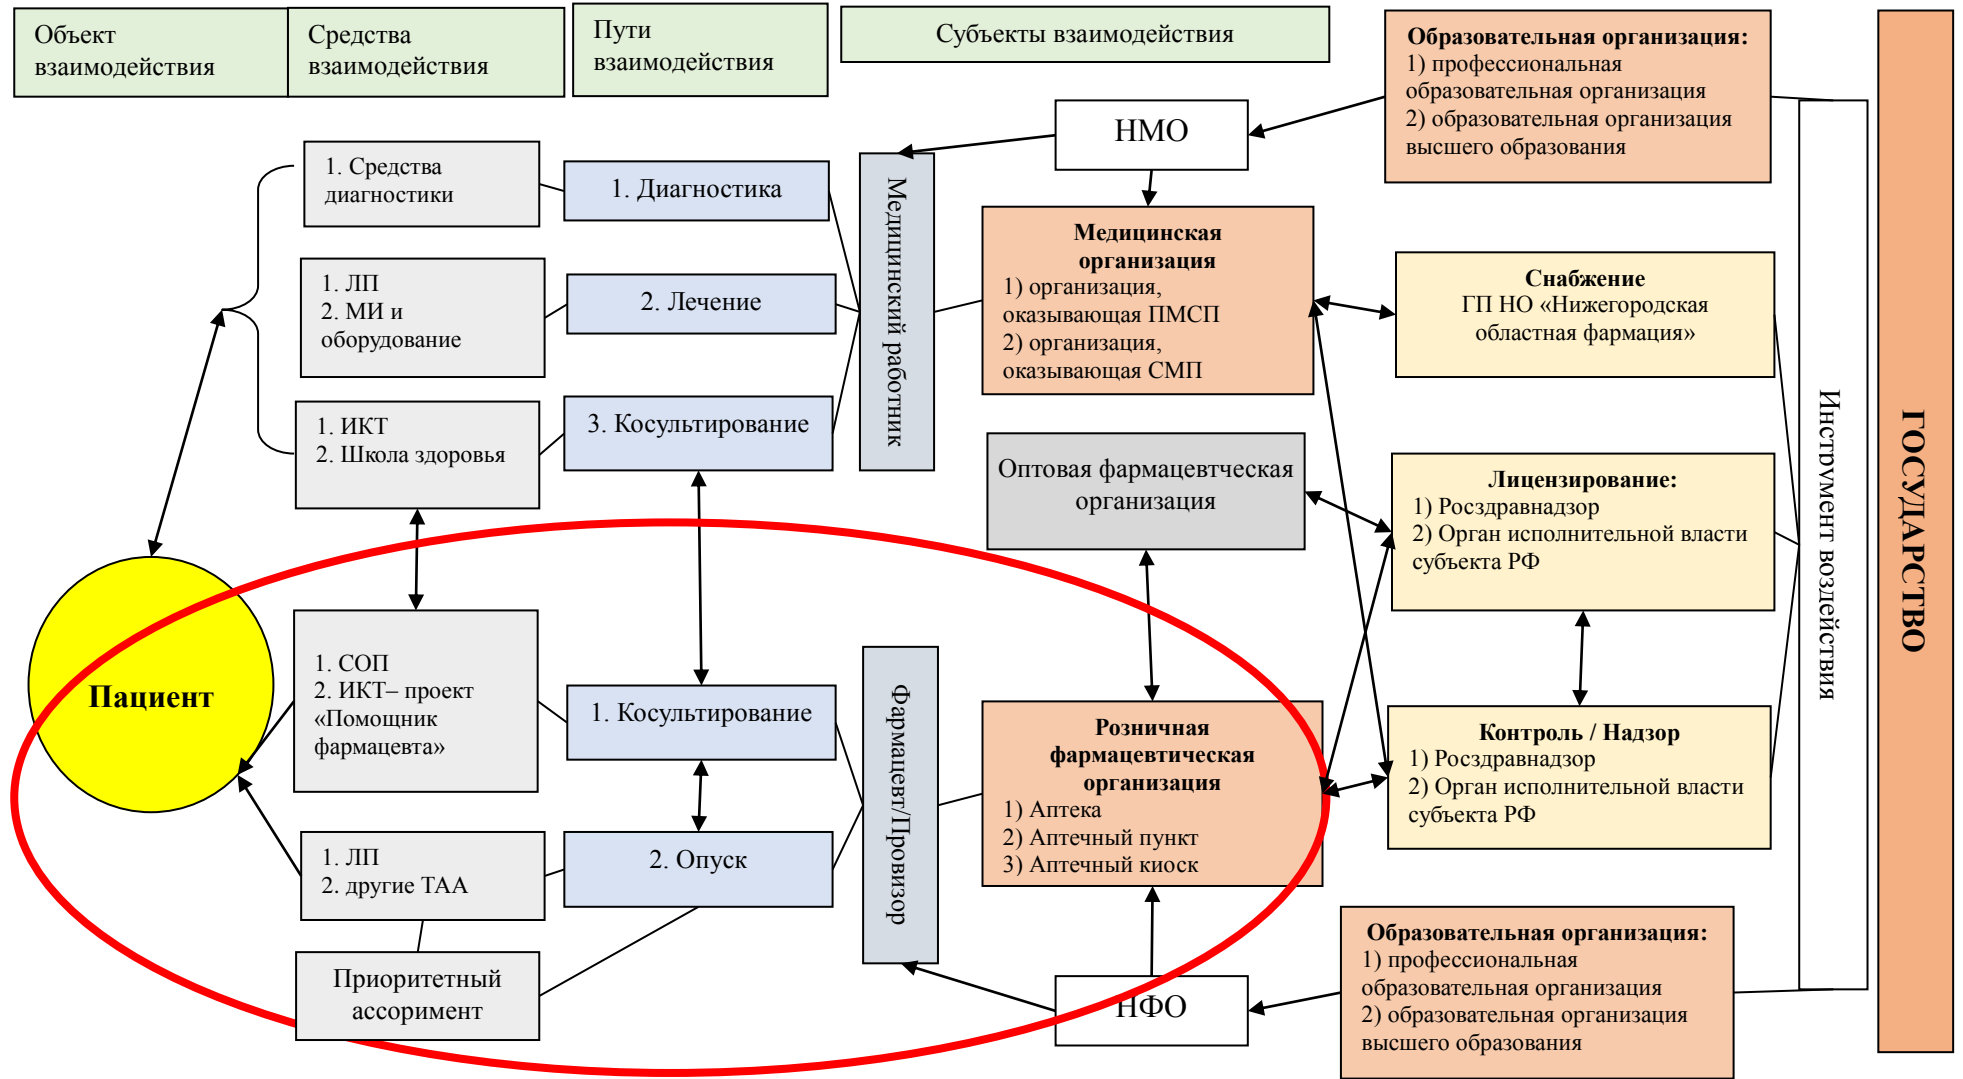 Объект
взаимодействия
Средства
взаимодействия
Пути
взаимодействия
Субъекты взаимодействия
Образовательная организация:
1) профессиональная
образовательная организация
2) образовательная организация
высшего образования
НМО
1. Средства
диагностики
1. Диагностика
Медицинский работник
Медицинская
организация
1) организация,
оказывающая ПМСП
2) организация,
оказывающая СМП
Снабжение
ГП НО «Нижегородская
областная фармация»
1. ЛП
2. МИ и
оборудование
2. Лечение
1. ИКТ
2. Школа здоровья
3. Косультирование
Оптовая фармацевтческая
организация
Лицензирование:
1) Росздравнадзор
2) Орган исполнительной власти
субъекта РФ
Инструмент воздействия
ГОСУДАРСТВО
Пациент
1. СОП
2. ИКТ– проект
«Помощник
фармацевта»
1. Косультирование
Фармацевт/Провизор
Розничная
фармацевтическая
организация
1) Аптека
2) Аптечный пункт
3) Аптечный киоск
Контроль / Надзор
1) Росздравнадзор
2) Орган исполнительной власти
субъекта РФ
1. ЛП
2. другие ТАА
2. Опуск
Приоритетный
ассоримент
НФО
Образовательная организация:
1) профессиональная
образовательная организация
2) образовательная организация
высшего образования